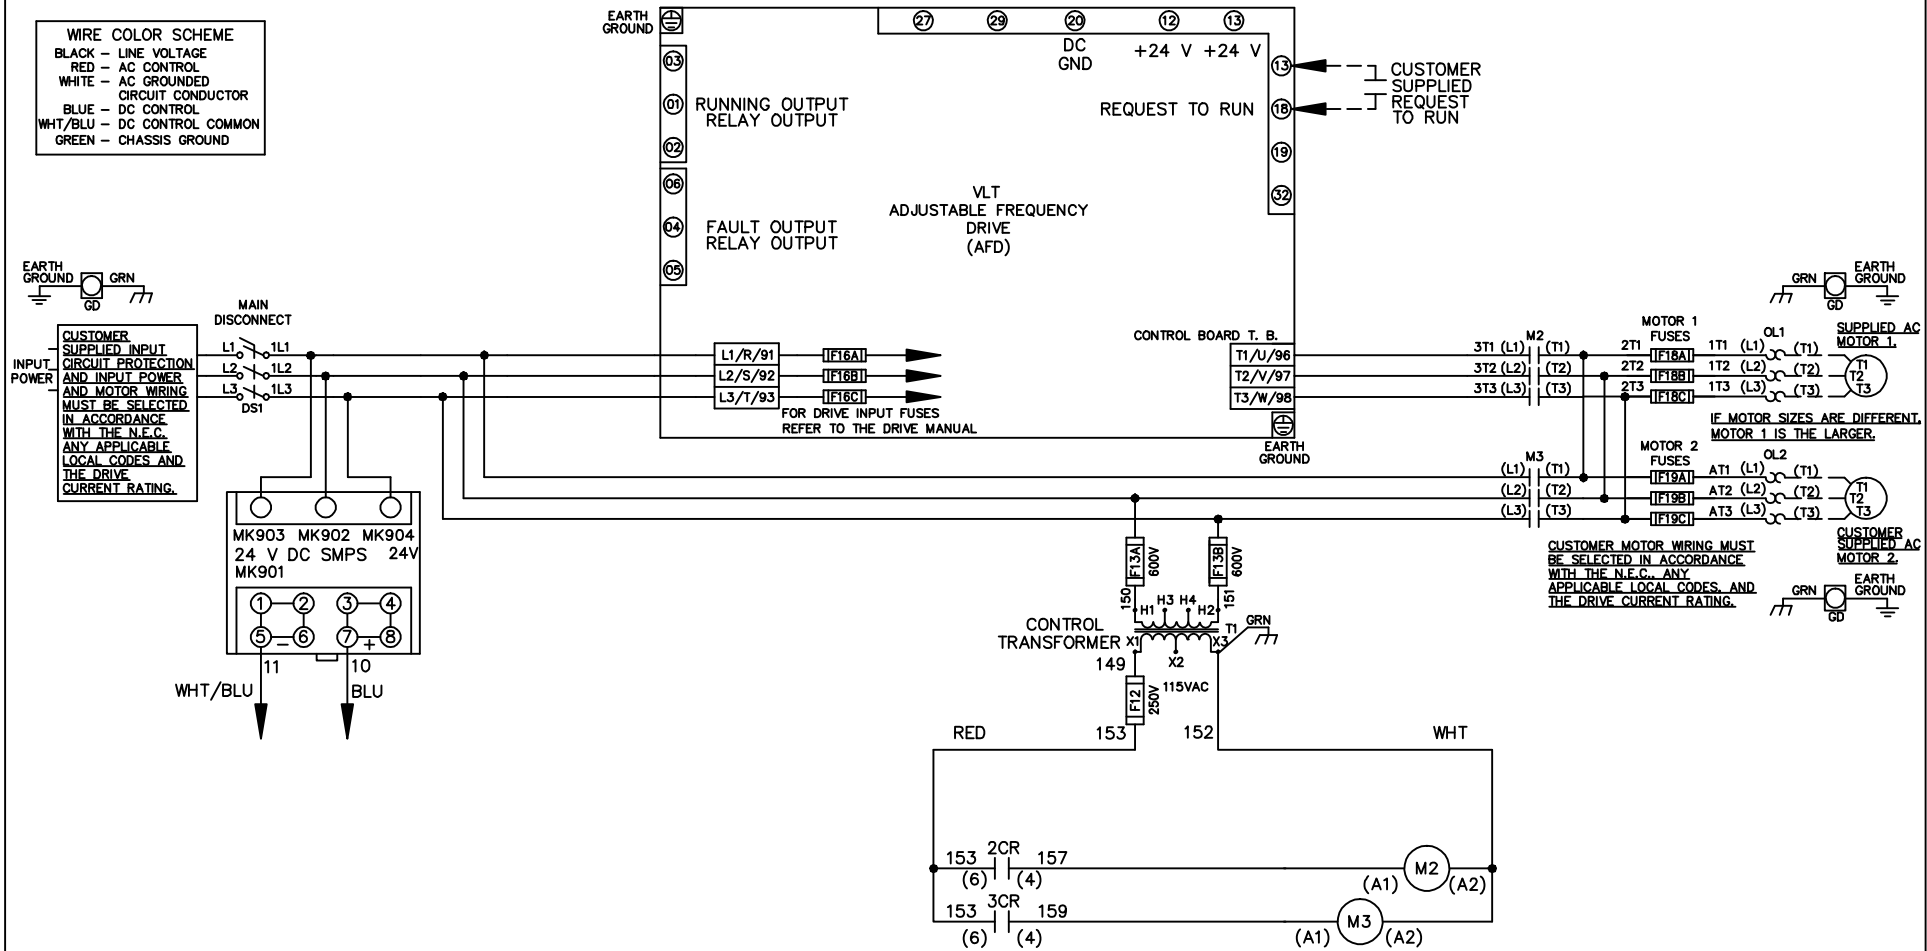 WIRE COLOR SCHEME
BLACK – LINE VOLTAGE
RED – AC CONTROL
WHITE – AC GROUNDED
CIRCUIT CONDUCTOR
BLUE – DC CONTROL
WHT/BLU – DC CONTROL COMMON
GREEN – CHASSIS GROUND
EARTH
GROUND
27 29 20 12 13
DC
GND
+24 V +24 V
03
01
02
RUNNING OUTPUT
RELAY OUTPUT
06
04
05
FAULT OUTPUT
RELAY OUTPUT
VLT
ADJUSTABLE FREQUENCY
DRIVE
(AFD)
REQUEST TO RUN
13
18
19
32
CUSTOMER
SUPPLIED
REQUEST
TO RUN
EARTH
GROUND
GRN
GD
INPUT
POWER
CUSTOMER
SUPPLIED INPUT
CIRCUIT PROTECTION
AND INPUT POWER
AND MOTOR WIRING
MUST BE SELECTED
IN ACCORDANCE
WITH THE N.E.C.
ANY APPLICABLE
LOCAL CODES AND
THE DRIVE
CURRENT RATING.
MAIN
DISCONNECT
L1 1L1
L2 1L2
L3 1L3
DS1
L1/R/91 F16A
L2/S/92 F16B
L3/T/93 F16C
FOR DRIVE INPUT FUSES
REFER TO THE DRIVE MANUAL
CONTROL BOARD T. B.
T1/U/96
T2/V/97
T3/W/98
EARTH
GROUND
M2
3T1 (L1) (T1)
3T2 (L2) (T2)
3T3 (L3) (T3)
MOTOR 1
FUSES
2T1 F18A 1T1 (L1) (T1)
2T2 F18B 1T2 (L2) (T2)
2T3 F18C 1T3 (L3) (T3)
OL1
T1
T2
T3
GRN
GD
EARTH
GROUND
SUPPLIED AC
MOTOR 1.
IF MOTOR SIZES ARE DIFFERENT,
MOTOR 1 IS THE LARGER.
M3
(L1) (T1)
(L2) (T2)
(L3) (T3)
MOTOR 2
FUSES
F19A AT1 (L1) (T1)
F19B AT2 (L2) (T2)
F19C AT3 (L3) (T3)
OL2
T1
T2
T3
CUSTOMER
SUPPLIED AC
MOTOR 2.
CUSTOMER MOTOR WIRING MUST
BE SELECTED IN ACCORDANCE
WITH THE N.E.C., ANY
APPLICABLE LOCAL CODES, AND
THE DRIVE CURRENT RATING.
GRN
GD
EARTH
GROUND
MK903 MK902 MK904
24 V DC SMPS 24V
MK901
1 2 3 4
5 – 6 7 + 8
11 10
WHT/BLU BLU
F13A 600V
F13B 600V
150 151
H1 H3 H4 H2
T1 GRN
CONTROL
TRANSFORMER
X1 X2 X3
149
115VAC
F12 250V
153 152
RED WHT
153 2CR 157
(6) (4)
M2
(A1) (A2)
153 3CR 159
(6) (4)
M3
(A1) (A2)